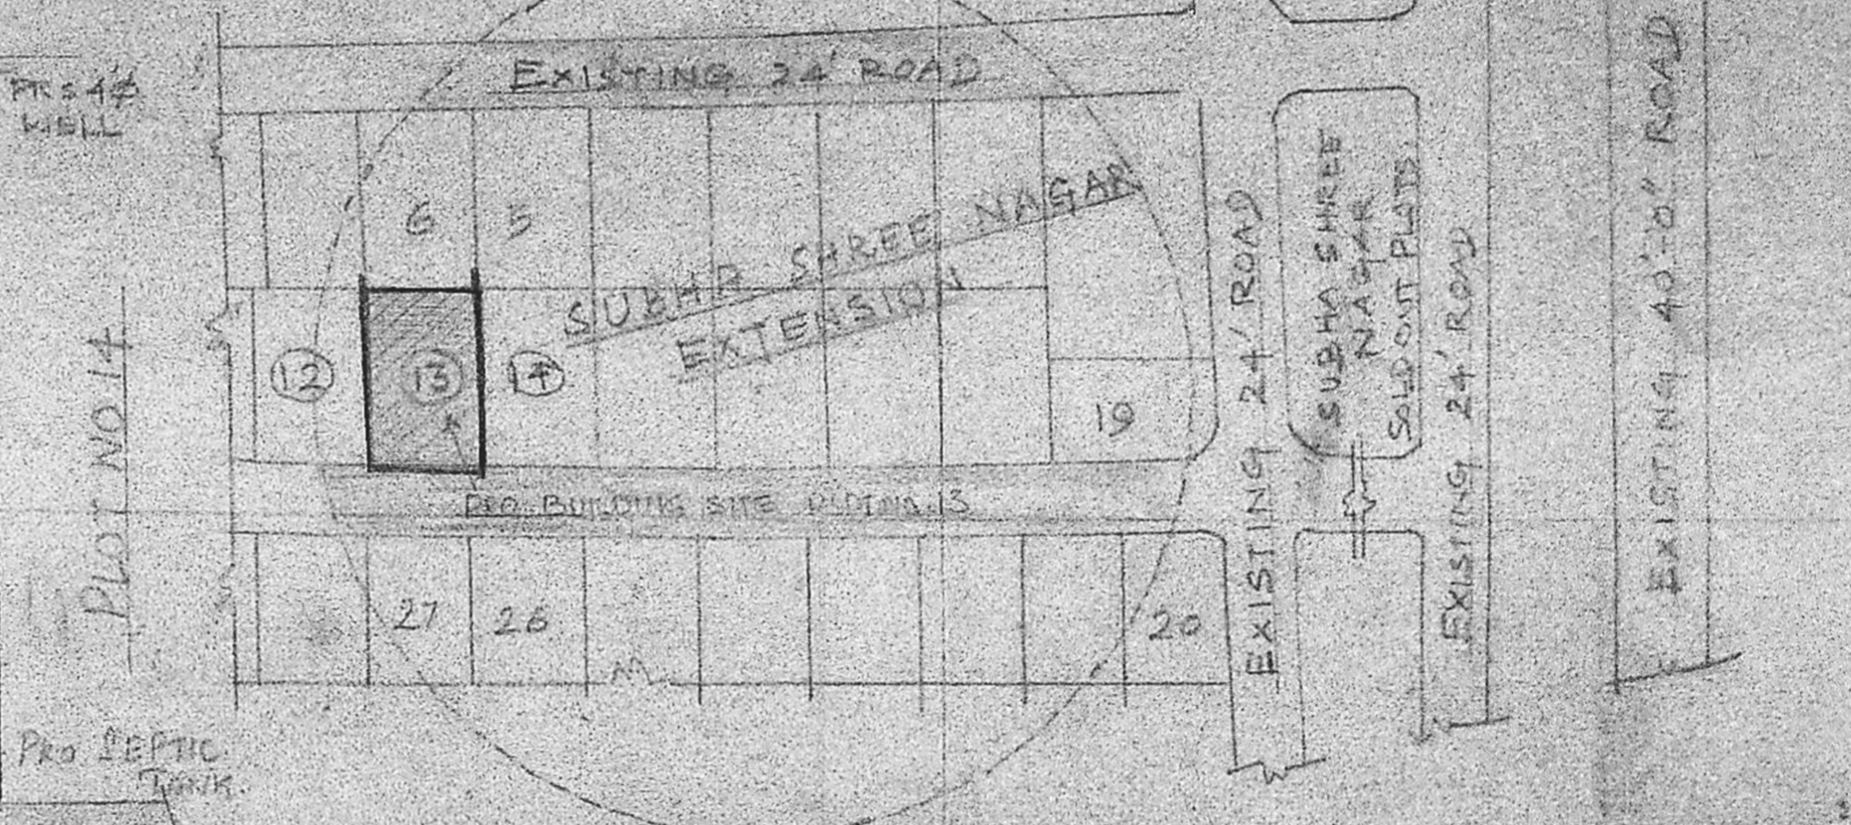 EXISTING 24' ROAD
WELL
6
5
SUBHA SHREE NAGAR
EXTENSION
12
13
14
19
PLOT NO 14
PRO. BUILDING SITE PLOT NO. 13
27
26
20
EXISTING 24' ROAD
SUBHA SHREE
NAGAR
SOLD OUT PLOTS
EXISTING 24' ROAD
EXISTING 40'-0" ROAD
PRO SEPTIC
TANK